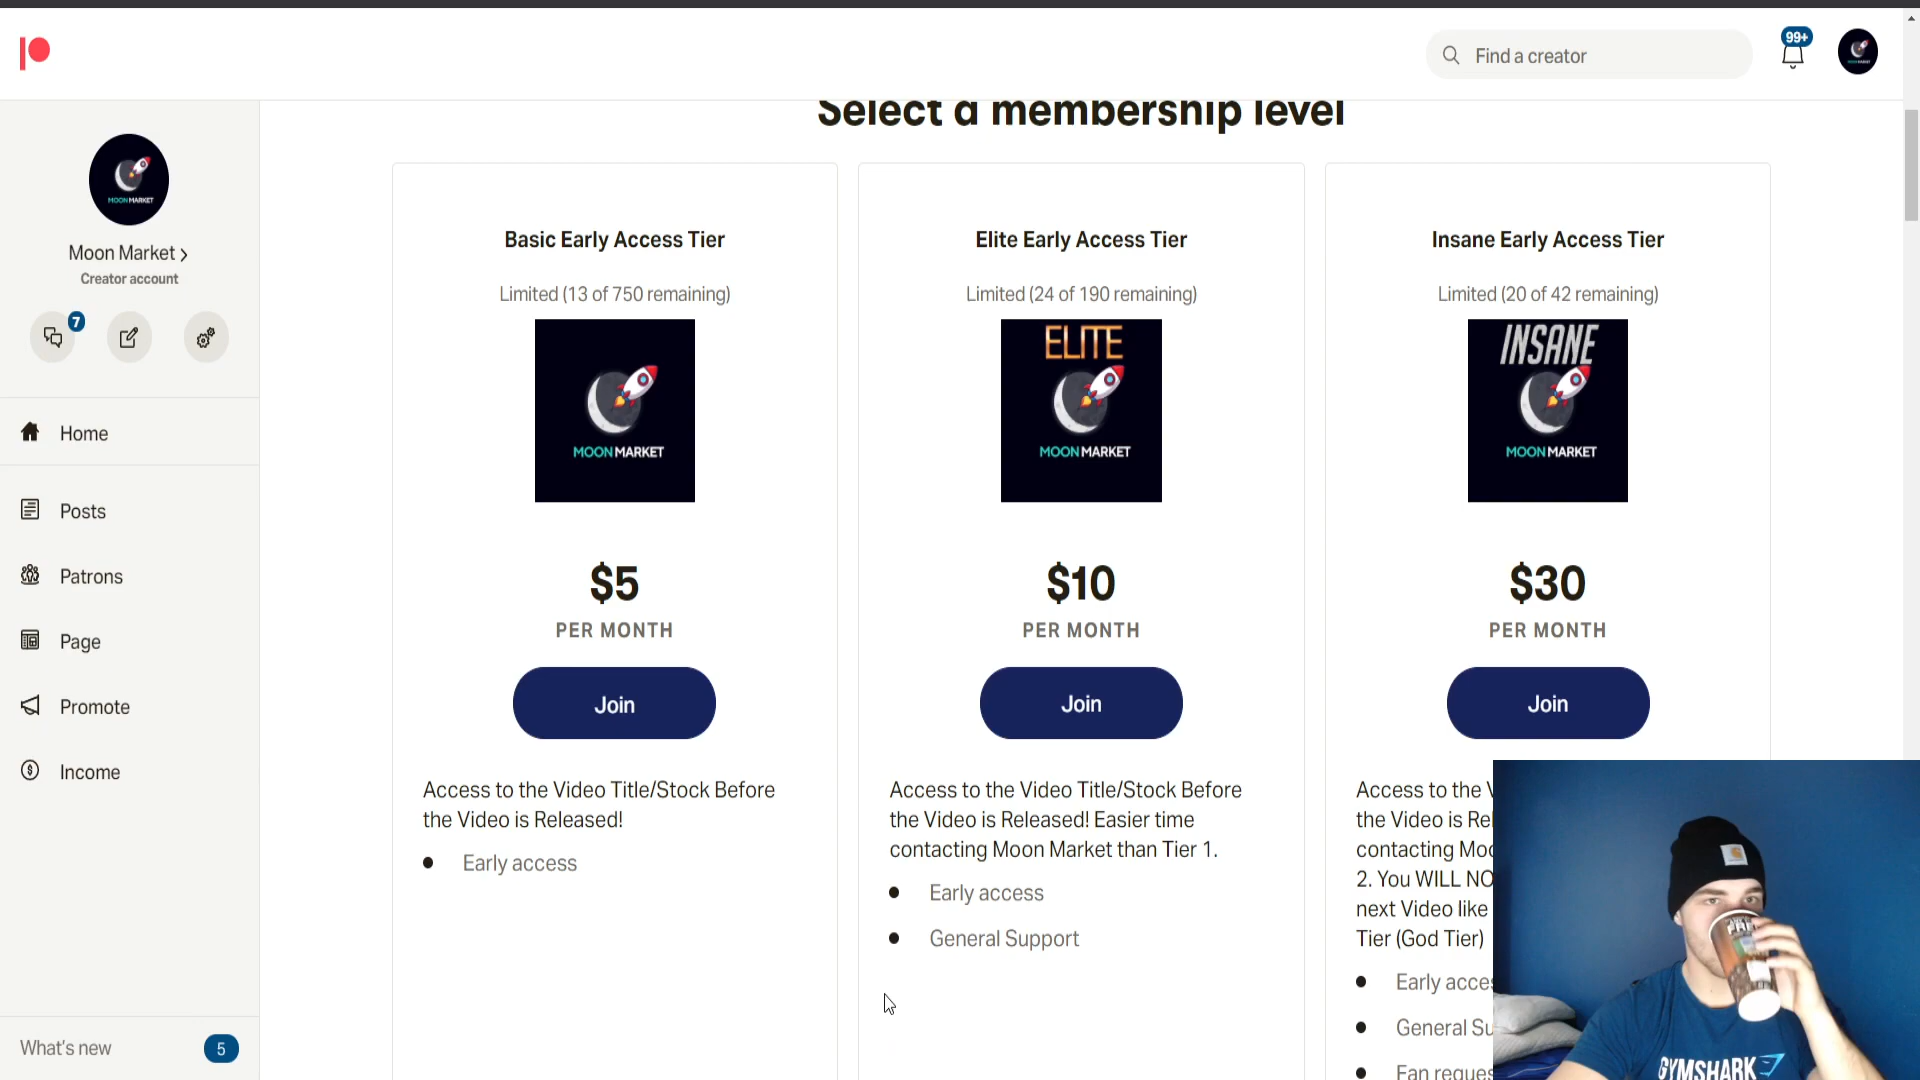 Find a creator
99+
Select a membership level
MOON MARKET
Moon Market
Creator account
7
Home
Posts
Patrons
Page
Promote
Income
What's new
5
Basic Early Access Tier
Limited (13 of 750 remaining)
MOON MARKET
$5
PER MONTH
Join
Access to the Video Title/Stock Before
the Video is Released!
Early access
Elite Early Access Tier
Limited (24 of 190 remaining)
ELITE
MOON MARKET
$10
PER MONTH
Join
Access to the Video Title/Stock Before
the Video is Released! Easier time
contacting Moon Market than Tier 1.
Early access
General Support
Insane Early Access Tier
Limited (20 of 42 remaining)
INSANE
MOON MARKET
$30
PER MONTH
Join
Access to the
the Video is
contacting
2. You WILL
next Video like
Tier (God Tier)
Early
General
Fan
GYMSHARK